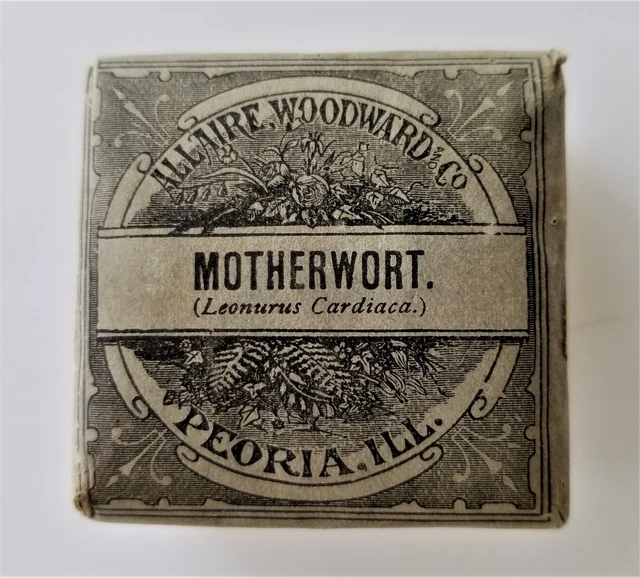 ALLAIRE, WOODWARD & Co
MOTHERWORT.
(Leonurus Cardiaca.)
PEORIA, ILL.